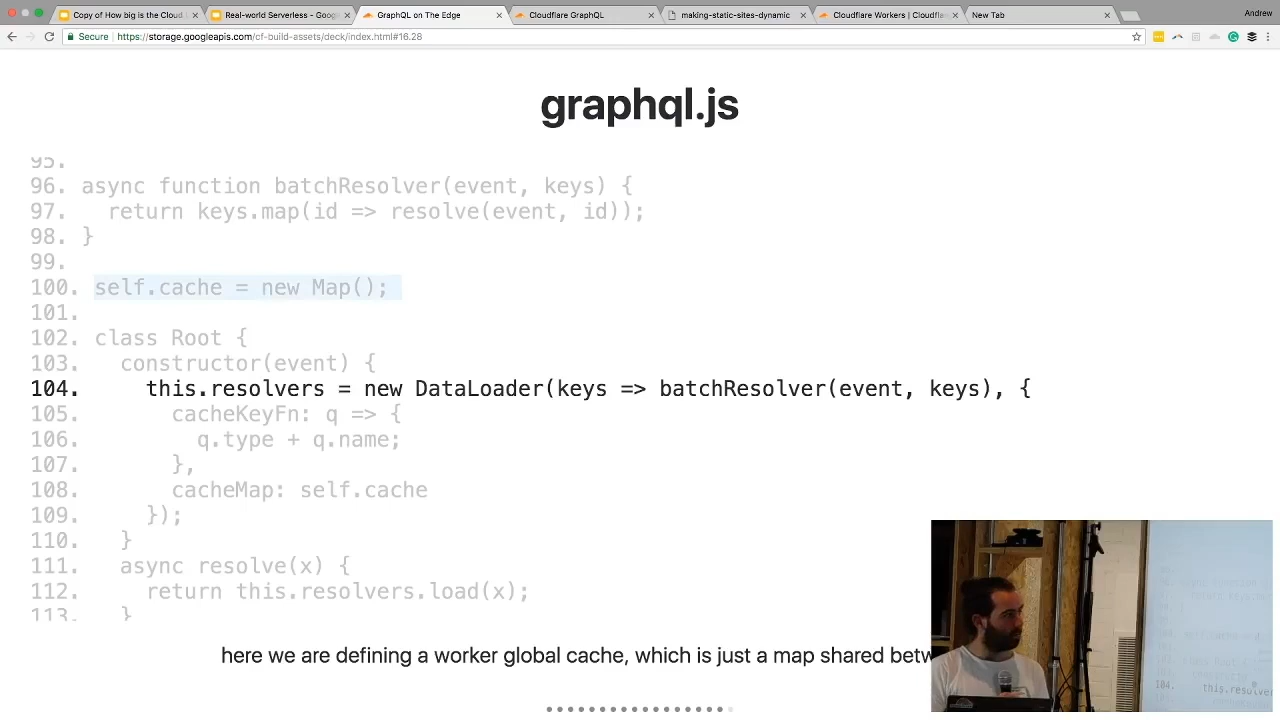 Copy of How big is the Cloud
Real-world Serverless - Goog
GraphQL on The Edge
Cloudflare GraphQL
making-static-sites-dynamic
Cloudflare Workers | Cloudfla
New Tab
Andrew
Secure
https://storage.googleapis.com/cf-build-assets/deck/index.html#16.28
graphql.js
95.
96. async function batchResolver(event, keys) {
97. return keys.map(id => resolve(event, id));
98. }
99.
100. self.cache = new Map();
101.
102. class Root {
103. constructor(event) {
104. this.resolvers = new DataLoader(keys => batchResolver(event, keys), {
105. cacheKeyFn: q => {
106. q.type + q.name;
107. },
108. cacheMap: self.cache
109. });
110. }
111. async resolve(x) {
112. return this.resolvers.load(x);
113. }
here we are defining a worker global cache, which is just a map shared betw
104. this.resolver